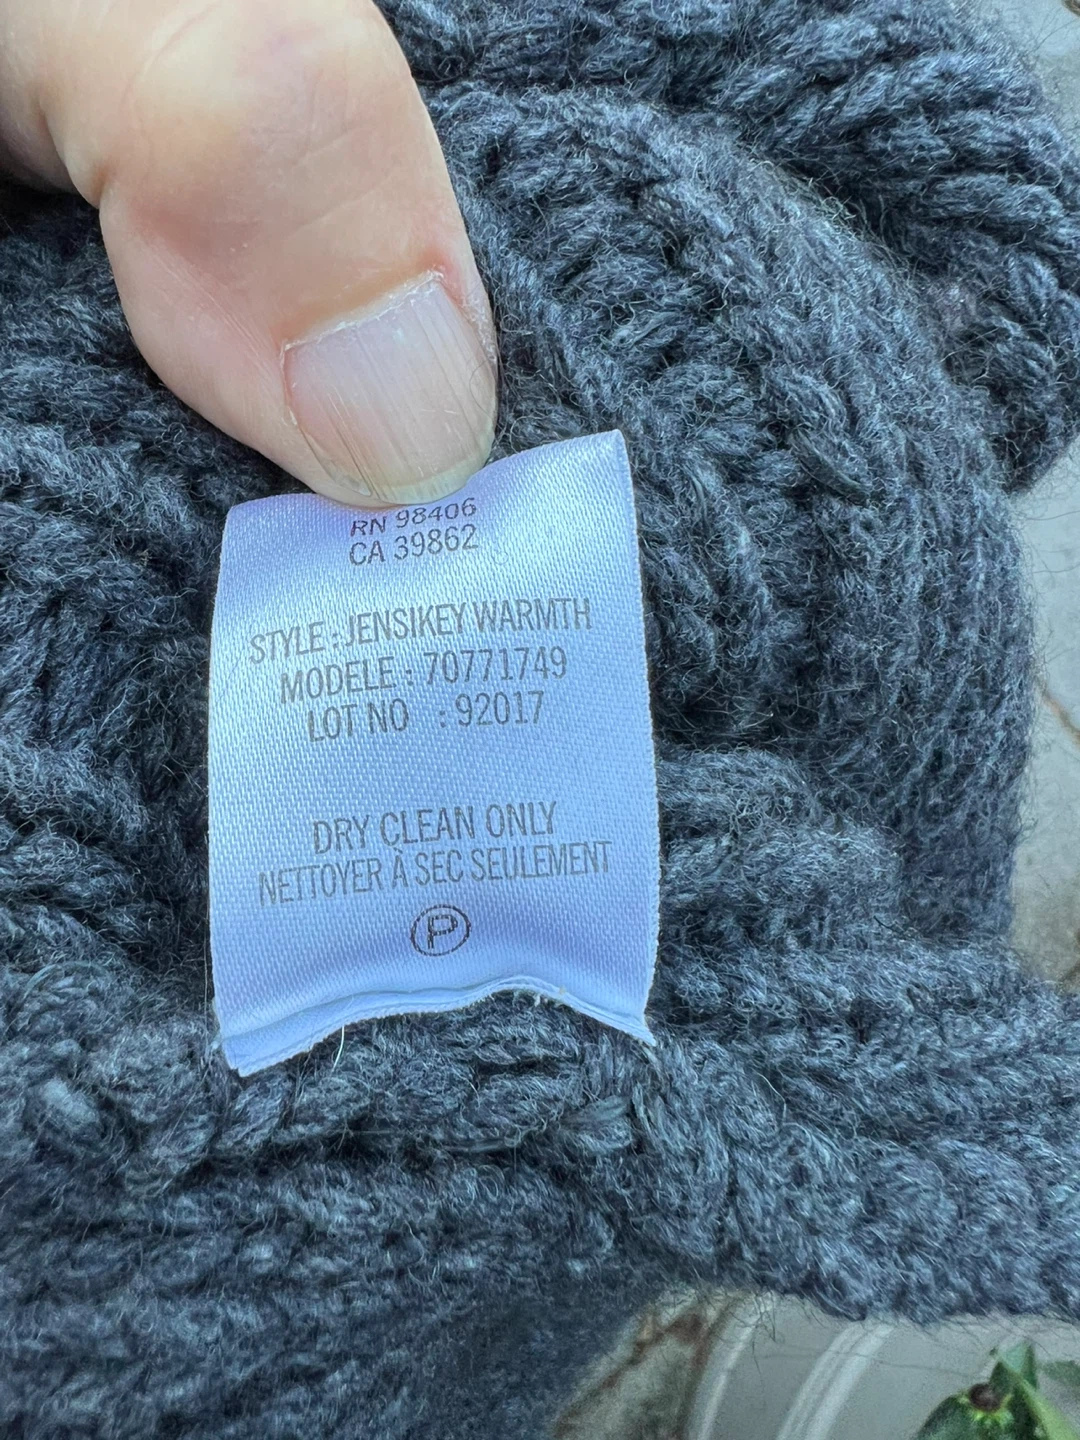 RN 98406
CA 39862
STYLE : JENSIKEY WARMTH
MODELE : 70771749
LOT NO : 92017
DRY CLEAN ONLY
NETTOYER À SEC SEULEMENT
P